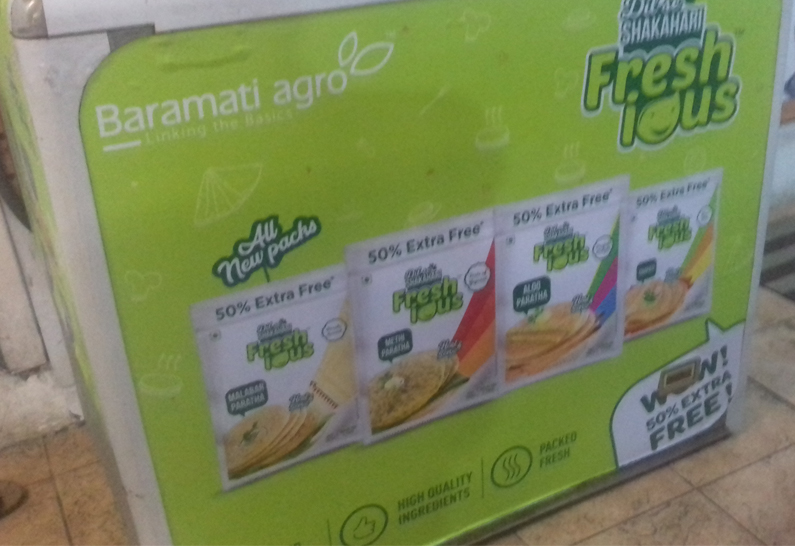 Baramati agro
Linking the Basics
SHAKAHARI
Fresh
ious
All
New packs
50% Extra Free*
Fresh
ious
MALABAR
PARATHA
50% Extra Free*
Fresh
ious
METHI
PARATHA
50% Extra Free*
Fresh
ious
ALOO
PARATHA
50% Extra Free*
Fresh
ious
WOW!
50% EXTRA
FREE!
HIGH QUALITY
INGREDIENTS
PACKED
FRESH